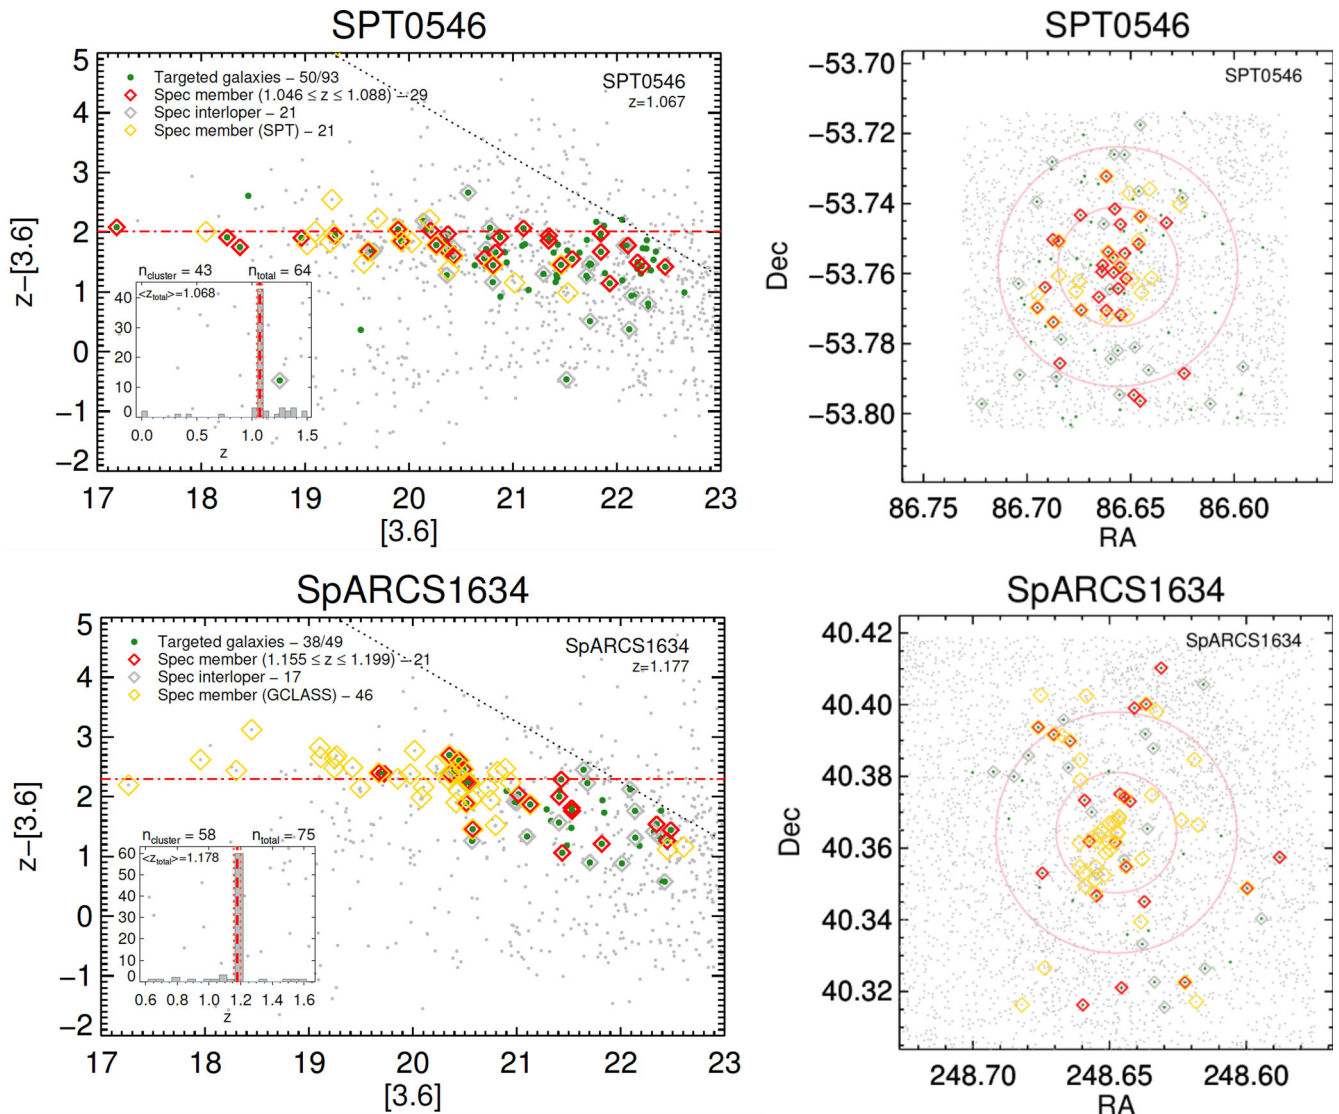 SPT0546
SPT0546
5
4
3
2
1
0
−1
−2
z−[3.6]
Targeted galaxies − 50/93
Spec member (1.046 ≤ z ≤ 1.088) − 29
Spec interloper − 21
Spec member (SPT) − 21
SPT0546
z=1.067
ncluster = 43
ntotal = 64
<ztotal>=1.068
40
30
20
10
0
0.0
0.5
1.0
1.5
z
17
18
19
20
21
22
23
[3.6]
SPT0546
−53.70
−53.72
−53.74
−53.76
−53.78
−53.80
Dec
86.75
86.70
86.65
86.60
RA
SpARCS1634
SpARCS1634
5
4
3
2
1
0
−1
−2
z−[3.6]
Targeted galaxies − 38/49
Spec member (1.155 ≤ z ≤ 1.199) − 21
Spec interloper − 17
Spec member (GCLASS) − 46
SpARCS1634
z=1.177
ncluster = 58
ntotal = 75
<ztotal>=1.178
60
50
40
30
20
10
0
0.6
0.8
1.0
1.2
1.4
1.6
z
17
18
19
20
21
22
23
[3.6]
SpARCS1634
40.42
40.40
40.38
40.36
40.34
40.32
Dec
248.70
248.65
248.60
RA